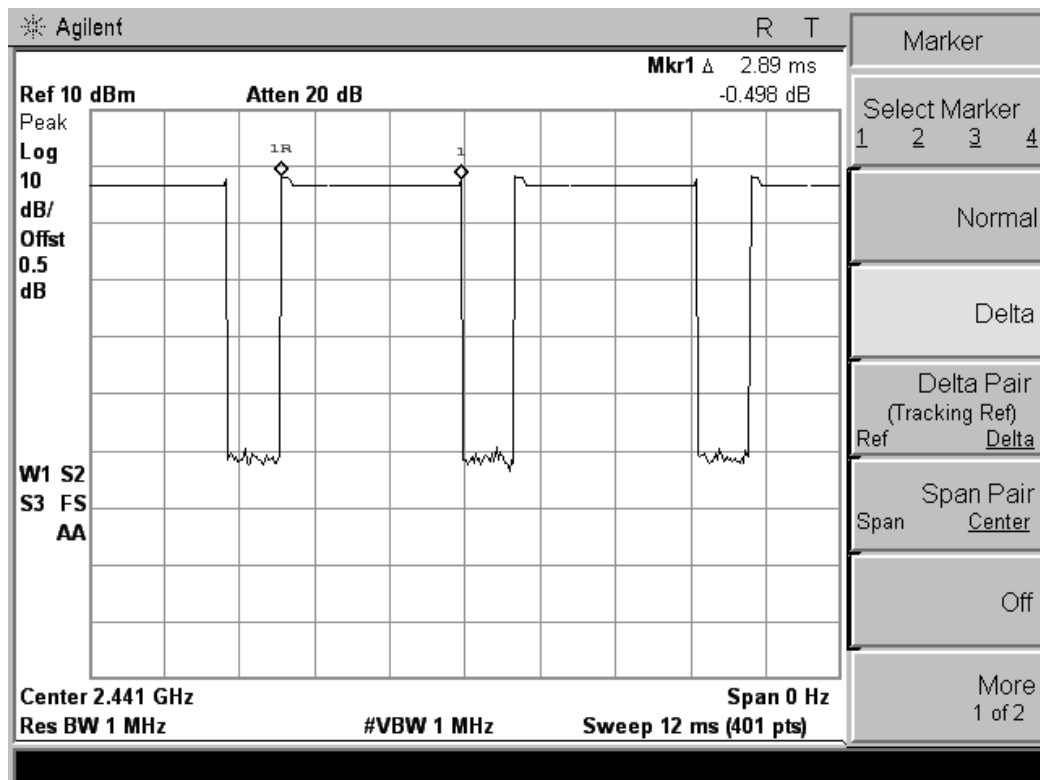 Agilent R T
Mkr1 Δ 2.89 ms
Ref 10 dBm Atten 20 dB -0.498 dB
Peak
Log
10
dB/
Offst
0.5
dB
1R
1
W1 S2
S3 FS
AA
Center 2.441 GHz Span 0 Hz
Res BW 1 MHz #VBW 1 MHz Sweep 12 ms (401 pts)
Marker
Select Marker
1 2 3 4
Normal
Delta
Delta Pair
(Tracking Ref)
Ref Delta
Span Pair
Span Center
Off
More
1 of 2